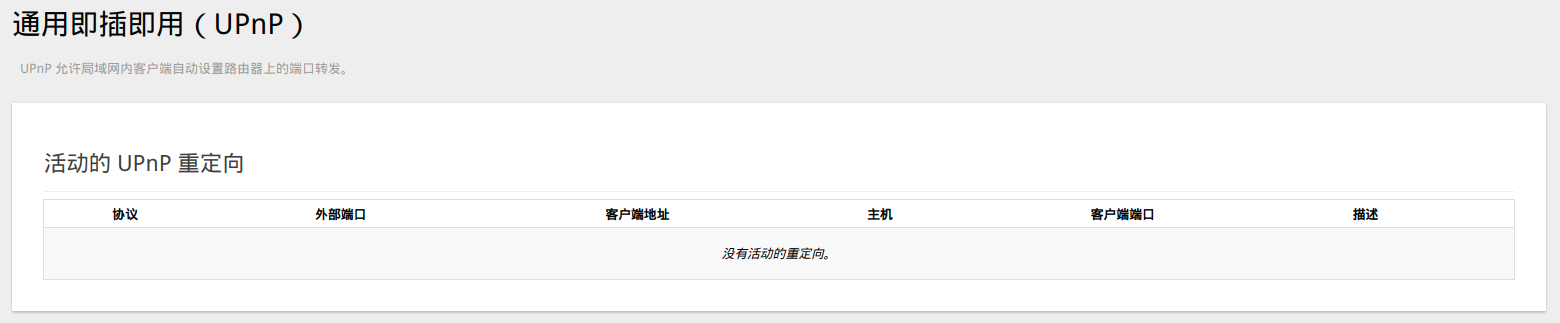 通用即插即用（UPnP）
UPnP 允许局域网内客户端自动设置路由器上的端口转发。
活动的 UPnP 重定向
协议 外部端口 客户端地址 主机 客户端端口 描述
没有活动的重定向。